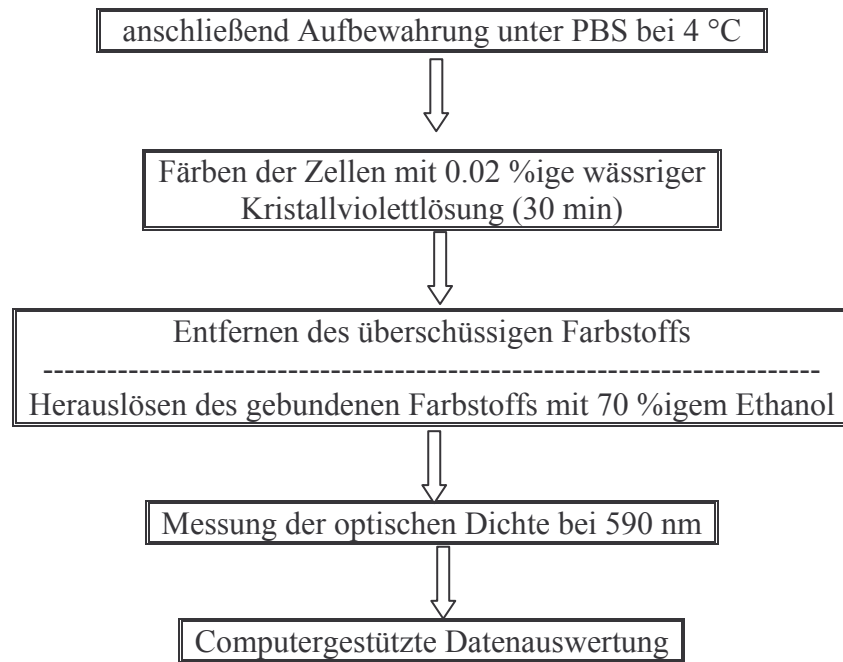 anschließend Aufbewahrung unter PBS bei 4 °C
Färben der Zellen mit 0.02 %ige wässriger
Kristallviolettlösung (30 min)
Entfernen des überschüssigen Farbstoffs
-------------------------------------------------------------------------
Herauslösen des gebundenen Farbstoffs mit 70 %igem Ethanol
Messung der optischen Dichte bei 590 nm
Computergestützte Datenauswertung